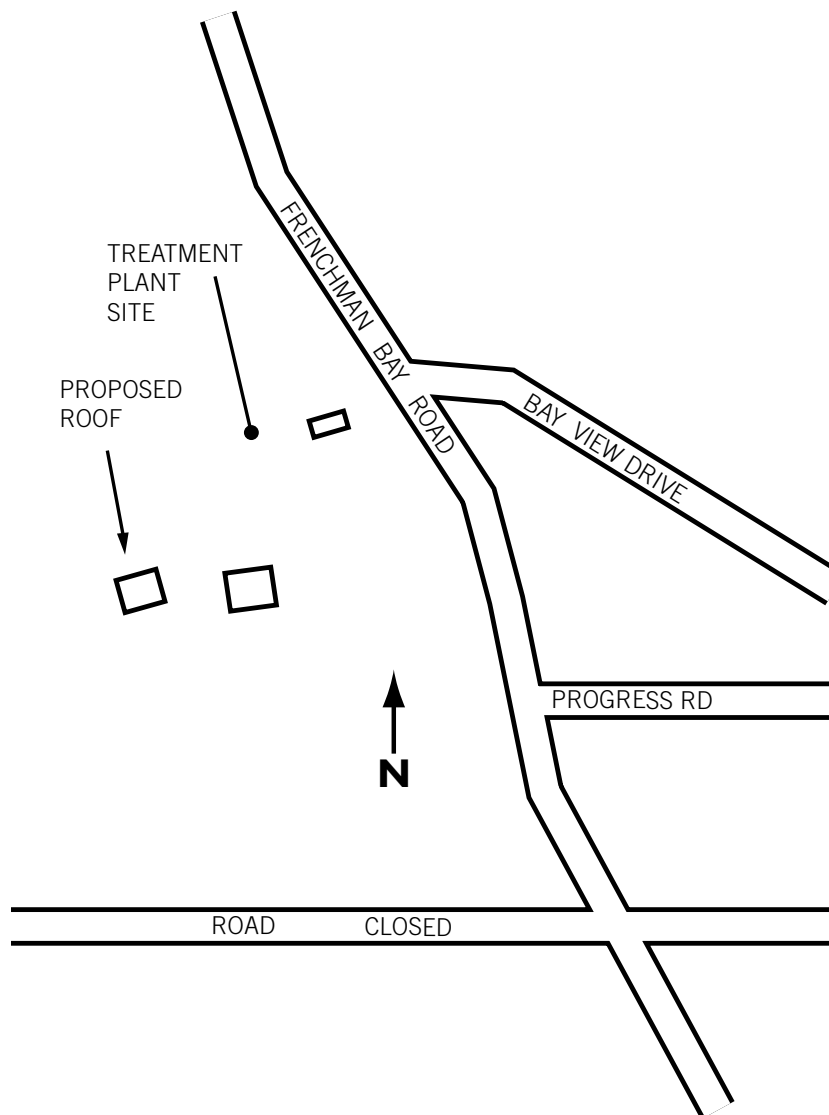 FRENCHMAN BAY ROAD
TREATMENT
PLANT
SITE
PROPOSED
ROOF
BAY VIEW DRIVE
PROGRESS RD
N
ROAD CLOSED